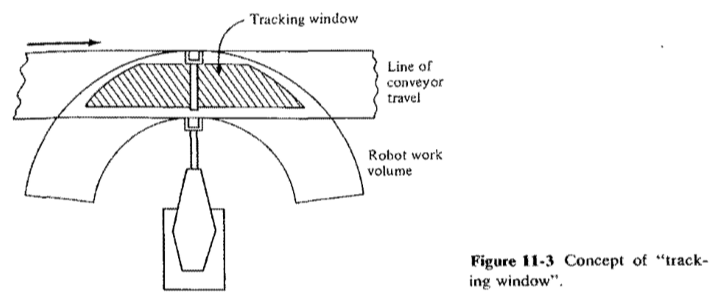 Tracking window
Line of
conveyor
travel
Robot work
volume
Figure 11-3 Concept of “track-
ing window”.